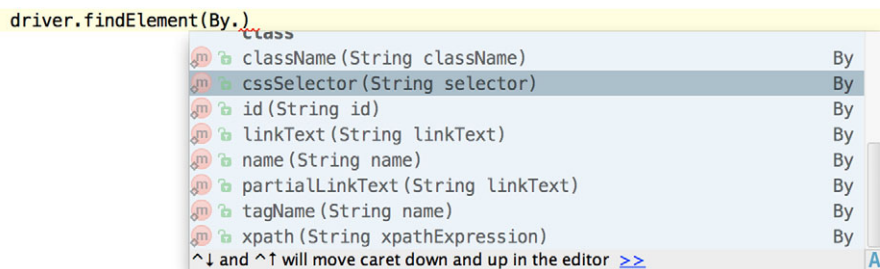 driver.findElement(By.)
class
m className(String className) By
m cssSelector(String selector) By
m id(String id) By
m linkText(String linkText) By
m name(String name) By
m partialLinkText(String linkText) By
m tagName(String name) By
m xpath(String xpathExpression) By
^↓ and ^↑ will move caret down and up in the editor >>
A